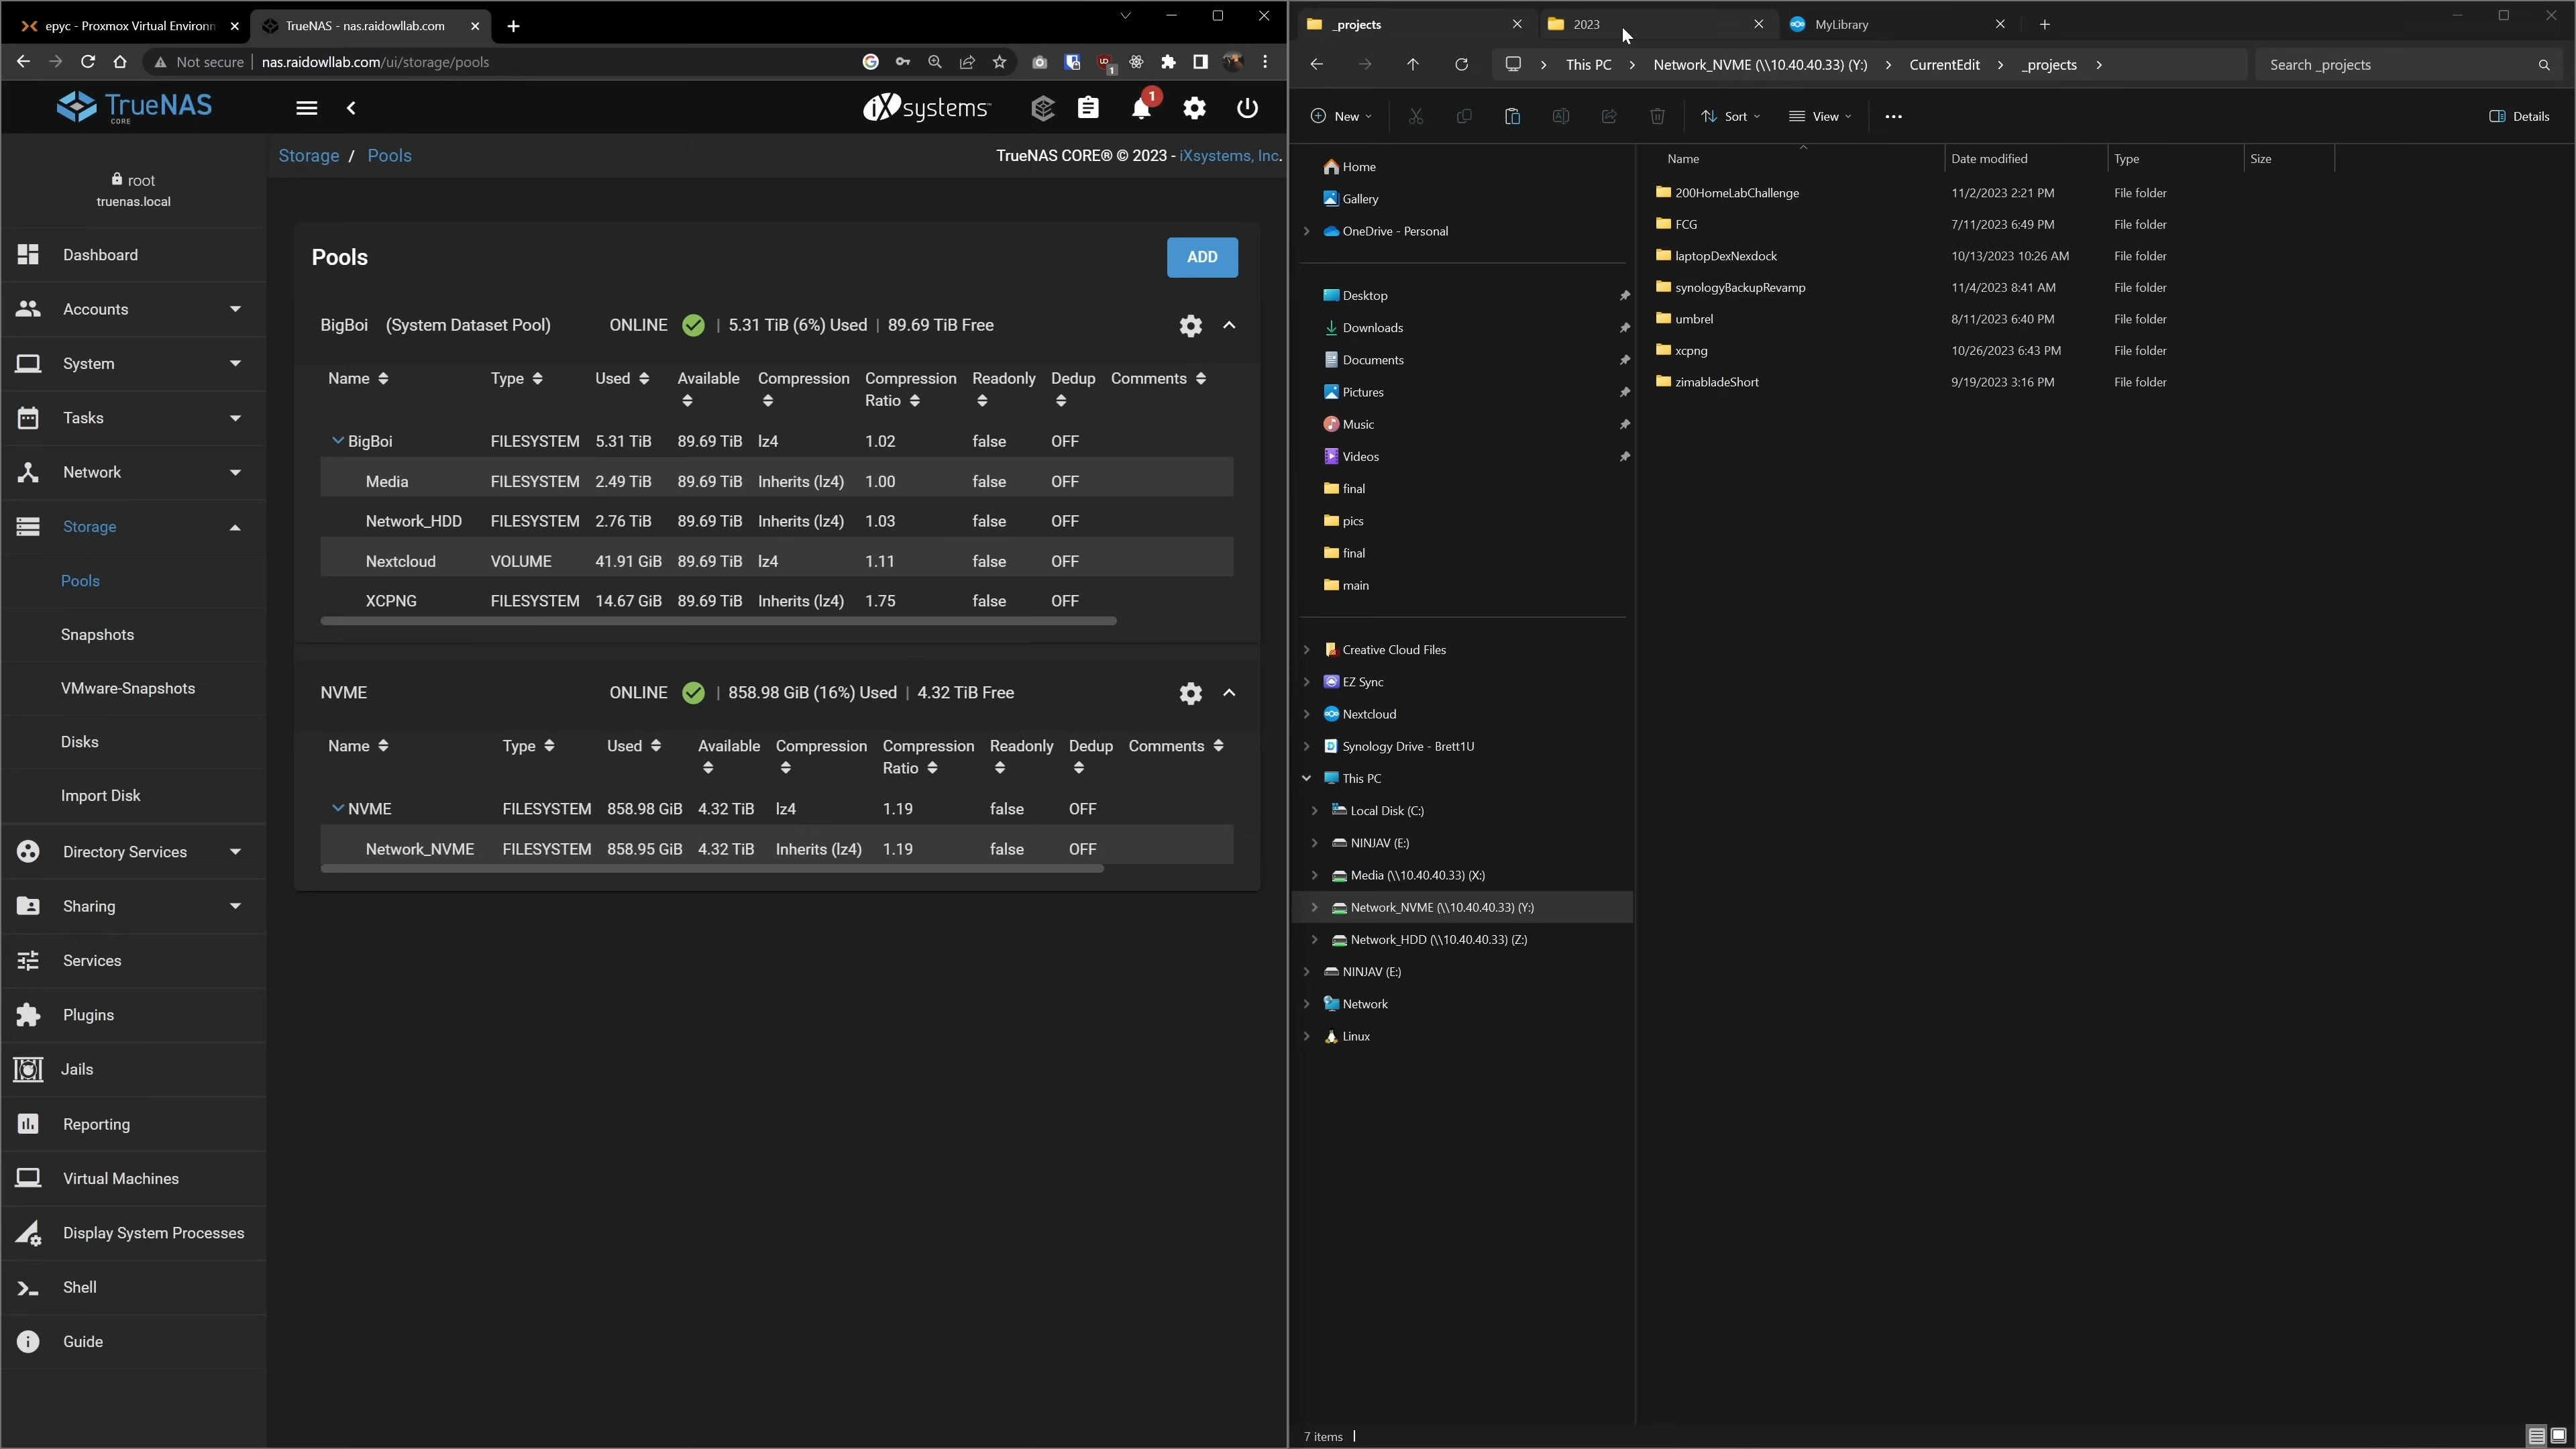 epyc - Proxmox Virtual Environm
TrueNAS - nas.raidowllab.com
Not secure
nas.raidowllab.com/ui/storage/pools
1
TrueNAS
CORE
iXsystems
1
root
truenas.local
Dashboard
Accounts
System
Tasks
Network
Storage
Pools
Snapshots
VMware-Snapshots
Disks
Import Disk
Directory Services
Sharing
Services
Plugins
Jails
Reporting
Virtual Machines
Display System Processes
Shell
Guide
Storage / Pools
TrueNAS CORE® © 2023 - iXsystems, Inc.
Pools
ADD
BigBoi (System Dataset Pool) ONLINE | 5.31 TiB (6%) Used | 89.69 TiB Free
Name Type Used Available Compression Compression Ratio Readonly Dedup Comments
BigBoi FILESYSTEM 5.31 TiB 89.69 TiB lz4 1.02 false OFF
Media FILESYSTEM 2.49 TiB 89.69 TiB Inherits (lz4) 1.00 false OFF
Network_HDD FILESYSTEM 2.76 TiB 89.69 TiB Inherits (lz4) 1.03 false OFF
Nextcloud VOLUME 41.91 GiB 89.69 TiB lz4 1.11 false OFF
XCPNG FILESYSTEM 14.67 GiB 89.69 TiB Inherits (lz4) 1.75 false OFF
NVME ONLINE | 858.98 GiB (16%) Used | 4.32 TiB Free
Name Type Used Available Compression Compression Ratio Readonly Dedup Comments
NVME FILESYSTEM 858.98 GiB 4.32 TiB lz4 1.19 false OFF
Network_NVME FILESYSTEM 858.95 GiB 4.32 TiB Inherits (lz4) 1.19 false OFF
_projects
2023
MyLibrary
This PC > Network_NVME (\\10.40.40.33) (Y:) > CurrentEdit > _projects >
Search _projects
New
Sort
View
Details
Home
Gallery
OneDrive - Personal
Desktop
Downloads
Documents
Pictures
Music
Videos
final
pics
final
main
Creative Cloud Files
EZ Sync
Nextcloud
Synology Drive - Brett1U
This PC
Local Disk (C:)
NINJAV (E:)
Media (\\10.40.40.33) (X:)
Network_NVME (\\10.40.40.33) (Y:)
Network_HDD (\\10.40.40.33) (Z:)
NINJAV (E:)
Network
Linux
Name Date modified Type Size
200HomeLabChallenge 11/2/2023 2:21 PM File folder
FCG 7/11/2023 6:49 PM File folder
laptopDexNexdock 10/13/2023 10:26 AM File folder
synologyBackupRevamp 11/4/2023 8:41 AM File folder
umbrel 8/11/2023 6:40 PM File folder
xcpng 10/26/2023 6:43 PM File folder
zimabladeShort 9/19/2023 3:16 PM File folder
7 items